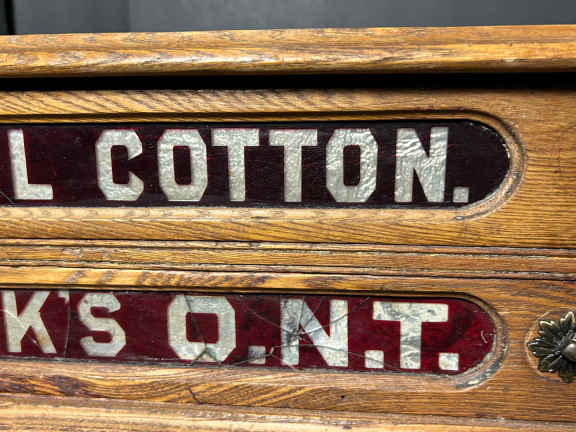 L COTTON.
K'S O.N.T.